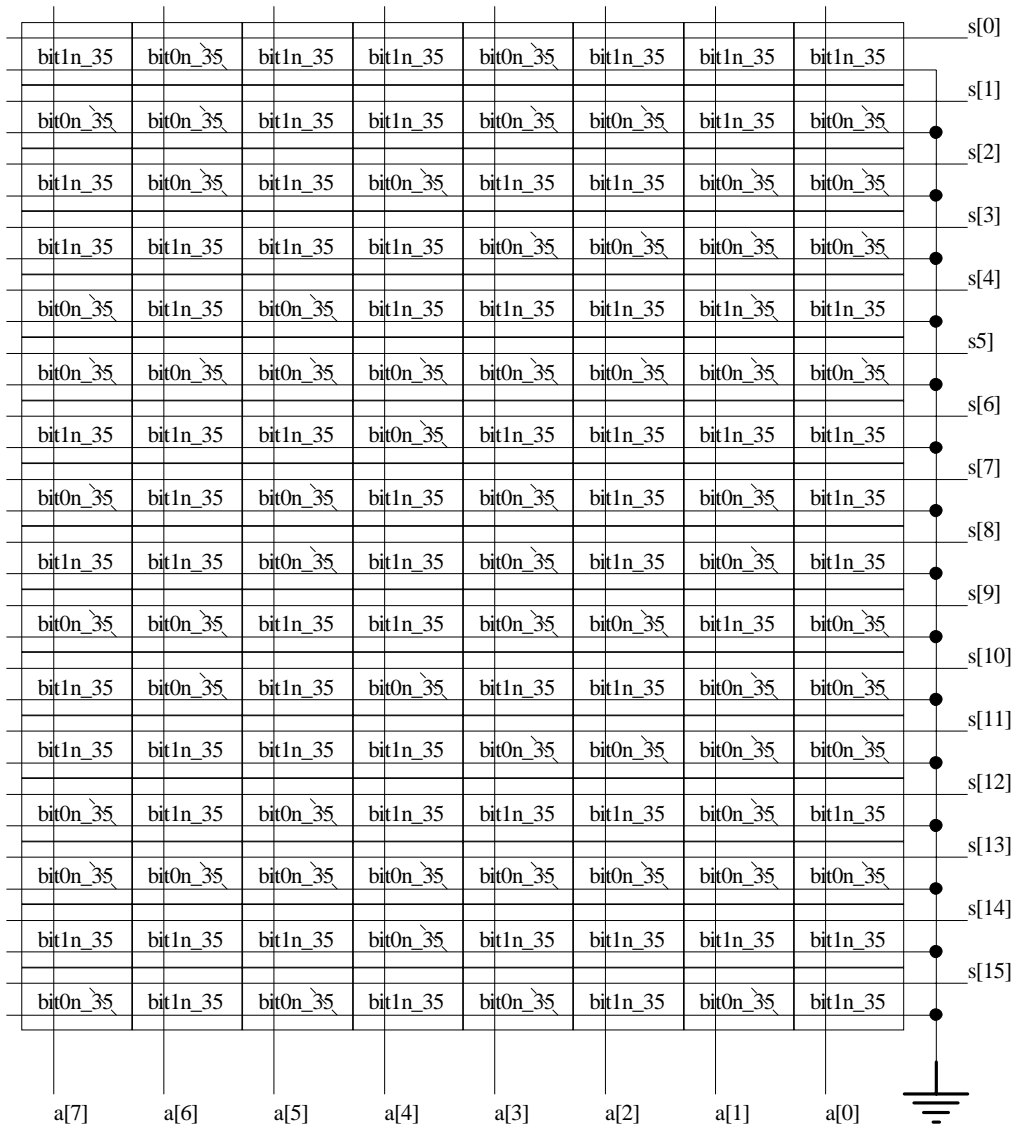 s[0]
bit1n_35 bit0n_35 bit1n_35 bit1n_35 bit0n_35 bit1n_35 bit1n_35 bit1n_35
s[1]
bit0n_35 bit0n_35 bit1n_35 bit1n_35 bit0n_35 bit0n_35 bit1n_35 bit0n_35
s[2]
bit1n_35 bit0n_35 bit1n_35 bit0n_35 bit1n_35 bit1n_35 bit0n_35 bit0n_35
s[3]
bit1n_35 bit1n_35 bit1n_35 bit1n_35 bit0n_35 bit0n_35 bit0n_35 bit0n_35
s[4]
bit0n_35 bit1n_35 bit0n_35 bit1n_35 bit1n_35 bit1n_35 bit1n_35 bit1n_35
s5]
bit0n_35 bit0n_35 bit0n_35 bit0n_35 bit0n_35 bit0n_35 bit0n_35 bit0n_35
s[6]
bit1n_35 bit1n_35 bit1n_35 bit0n_35 bit1n_35 bit1n_35 bit1n_35 bit1n_35
s[7]
bit0n_35 bit1n_35 bit0n_35 bit1n_35 bit0n_35 bit1n_35 bit0n_35 bit1n_35
s[8]
bit1n_35 bit1n_35 bit0n_35 bit1n_35 bit0n_35 bit1n_35 bit0n_35 bit1n_35
s[9]
bit0n_35 bit0n_35 bit1n_35 bit1n_35 bit0n_35 bit0n_35 bit1n_35 bit0n_35
s[10]
bit1n_35 bit0n_35 bit1n_35 bit0n_35 bit1n_35 bit1n_35 bit0n_35 bit0n_35
s[11]
bit1n_35 bit1n_35 bit1n_35 bit1n_35 bit0n_35 bit0n_35 bit0n_35 bit0n_35
s[12]
bit0n_35 bit1n_35 bit0n_35 bit1n_35 bit1n_35 bit1n_35 bit0n_35 bit1n_35
s[13]
bit0n_35 bit0n_35 bit0n_35 bit0n_35 bit0n_35 bit0n_35 bit0n_35 bit0n_35
s[14]
bit1n_35 bit1n_35 bit1n_35 bit0n_35 bit1n_35 bit1n_35 bit1n_35 bit1n_35
s[15]
bit0n_35 bit1n_35 bit0n_35 bit1n_35 bit0n_35 bit1n_35 bit0n_35 bit1n_35
a[7] a[6] a[5] a[4] a[3] a[2] a[1] a[0]